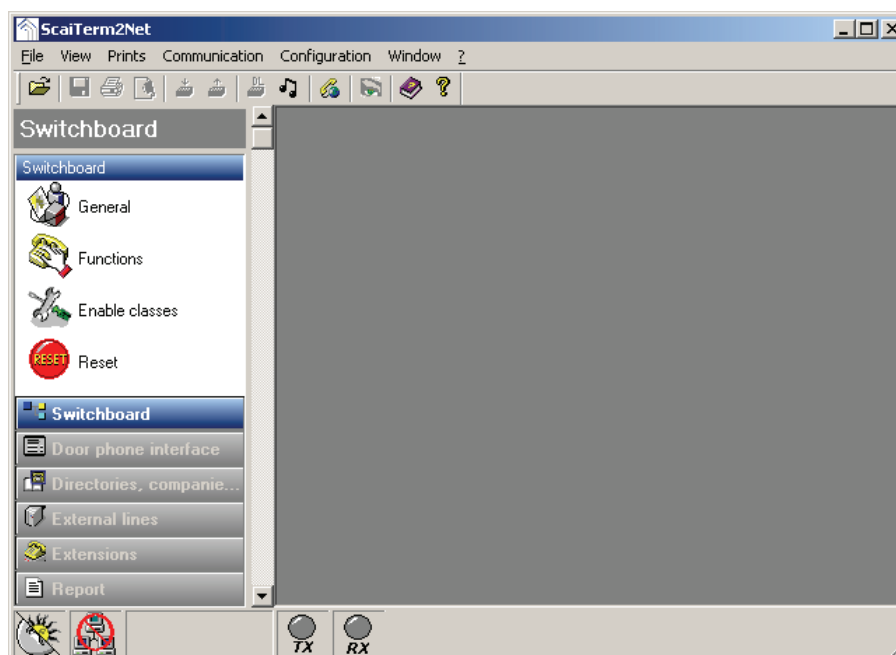 ScaiTerm2Net
File View Prints Communication Configuration Window ?
DL
Switchboard
Switchboard
General
Functions
Enable classes
RESET Reset
Switchboard
Door phone interface
Directories, companie...
External lines
Extensions
Report
TX RX